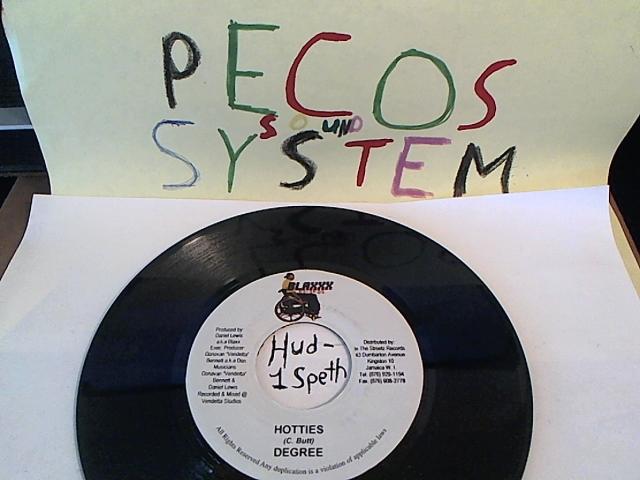 PECOS
SOUND
SYSTEM
BLAXXX
Produced by
Daniel Lewis
a.k.a Blaxx
Exec. Producer
Donovan "Vendetta"
Bennett a.k.a Don
Musicians
Donovan "Vendetta"
Bennett &
Daniel Lewis
Recorded & Mixed @
Vendetta Studios
Hud-
1 Speth
Distributed by:
In The Streetz Records
43 Dumbarton Avenue
Kingston 10
Jamaica W. I.
HOTTIES
(C. Butt)
DEGREE
All Rights Reserved Any duplication is a violation of applicable laws